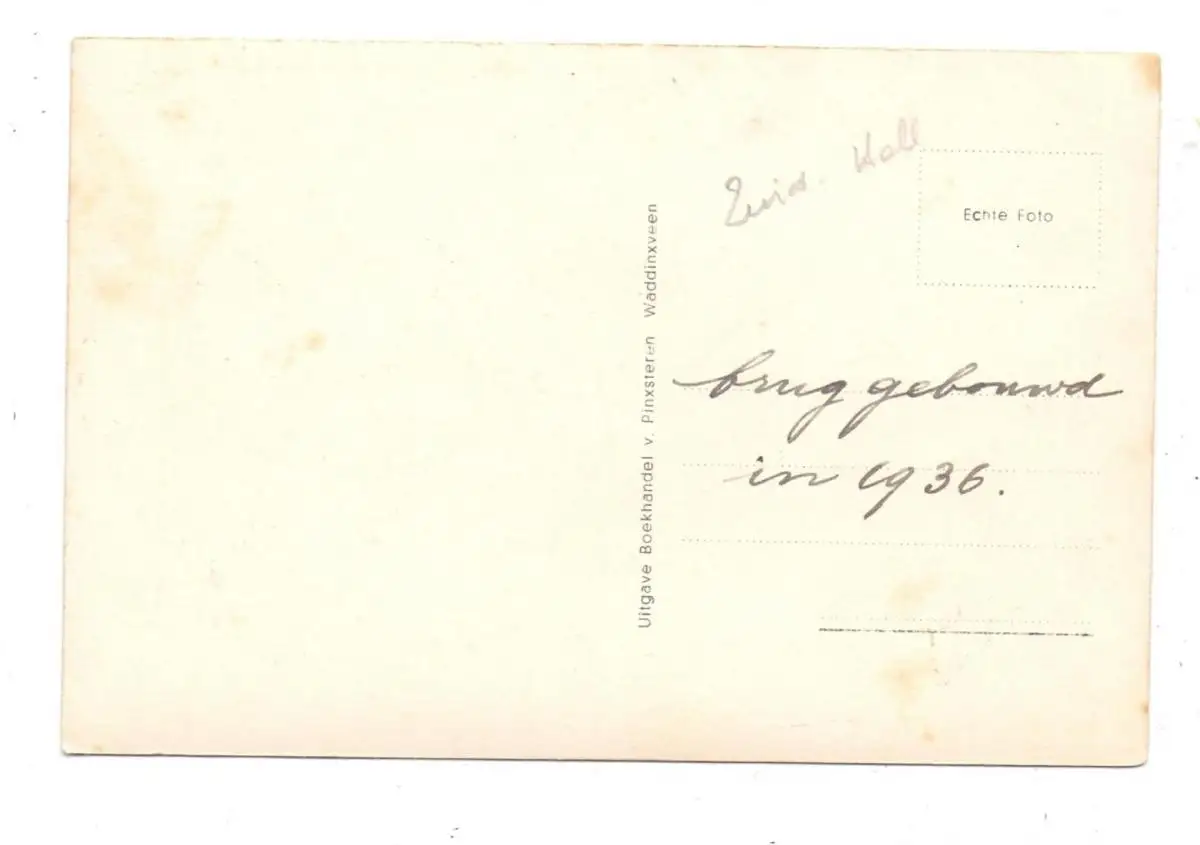 Zuid. Holl
Echte Foto
Uitgave Boekhandel v. Pinxsteren Waddinxveen
brug gebouwd
in 1936.